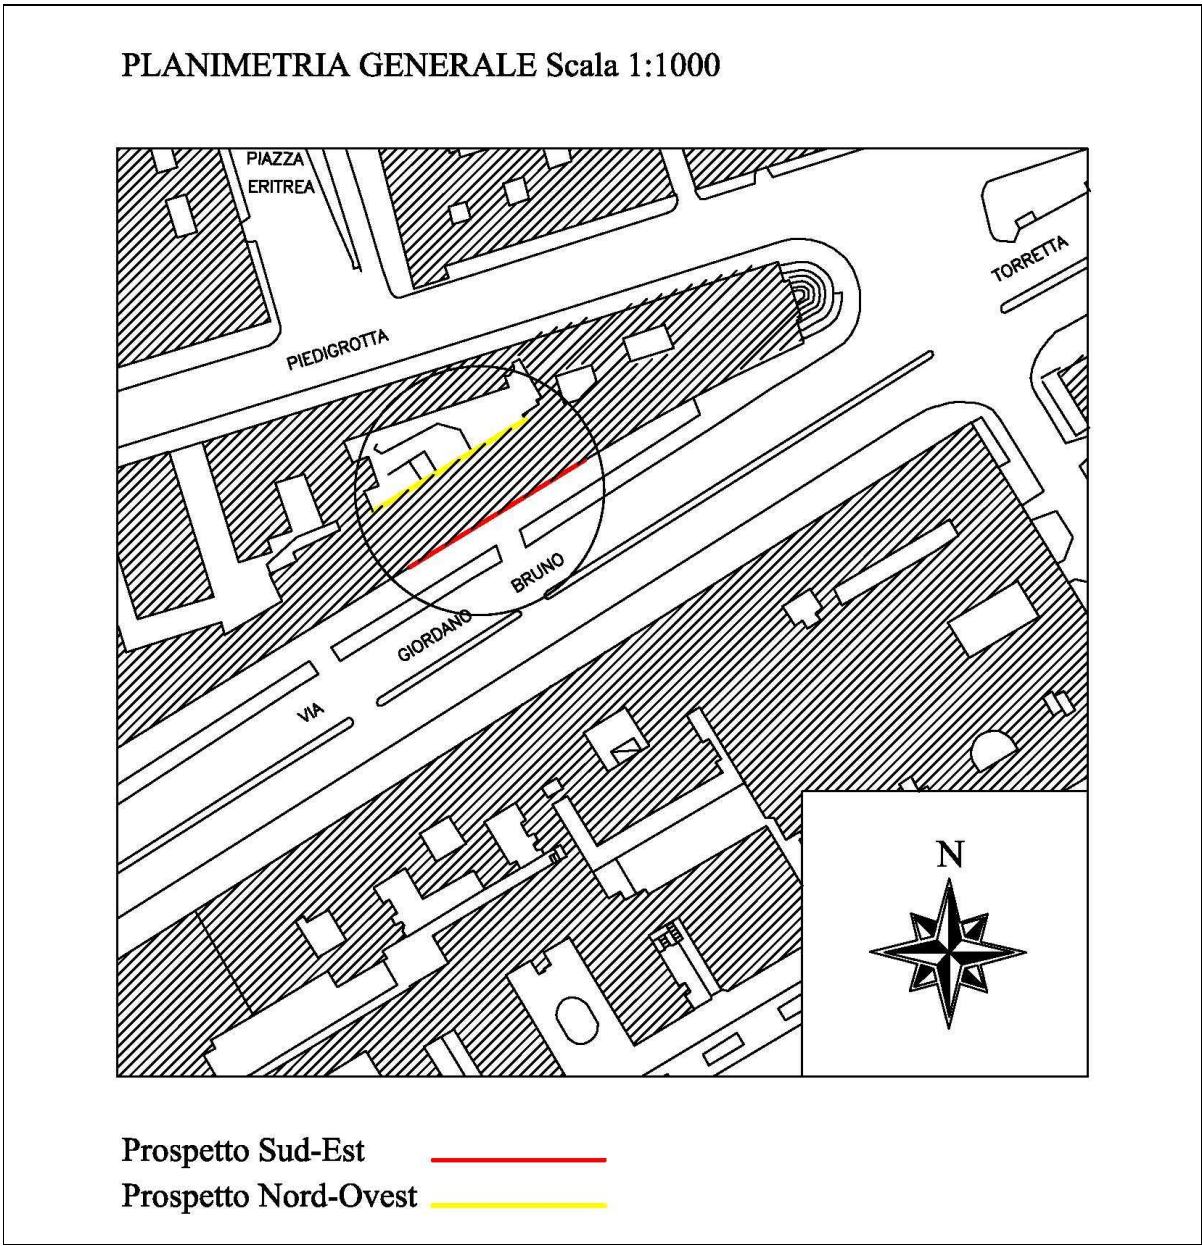 PLANIMETRIA GENERALE Scala 1:1000
PIAZZA
ERITREA
TORRETTA
PIEDIGROTTA
VIA GIORDANO BRUNO
N
Prospetto Sud-Est
Prospetto Nord-Ovest